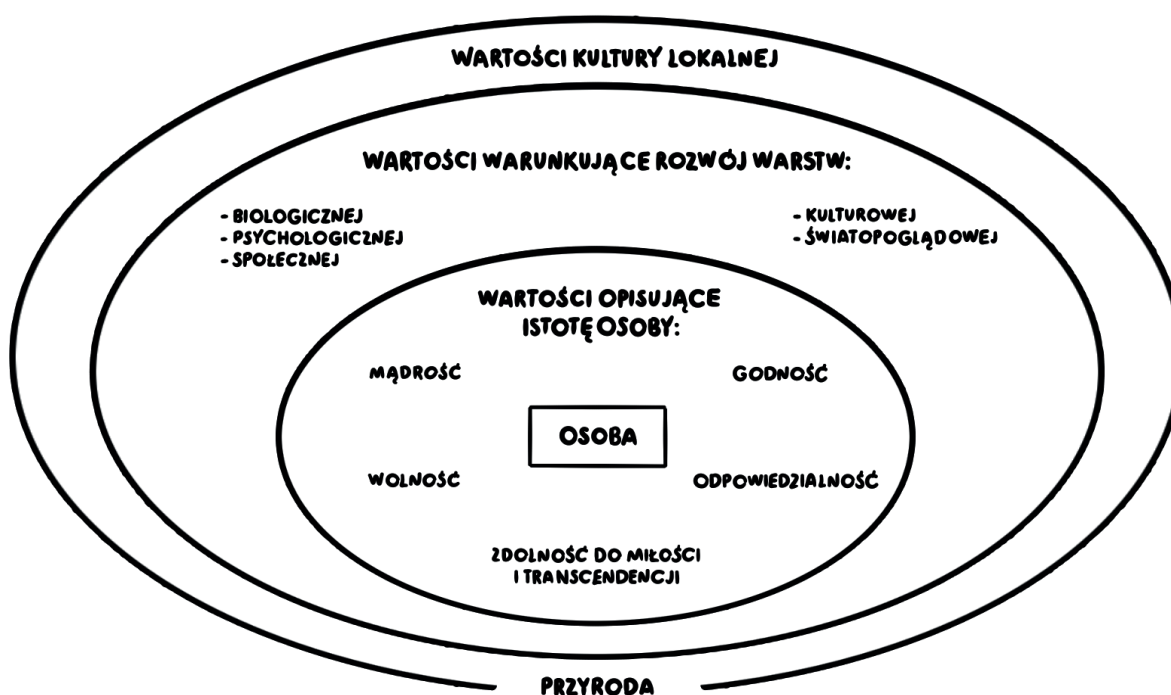 WARTOŚCI KULTURY LOKALNEJ
WARTOŚCI WARUNKUJĄCE ROZWÓJ WARSTW:
- BIOLOGICZNEJ
- PSYCHOLOGICZNEJ
- SPOŁECZNEJ
- KULTUROWEJ
- ŚWIATOPOGLĄDOWEJ
WARTOŚCI OPISUJĄCE
ISTOTĘ OSOBY:
MĄDROŚĆ
GODNOŚĆ
OSOBA
WOLNOŚĆ
ODPOWIEDZIALNOŚĆ
ZDOLNOŚĆ DO MIŁOŚCI
I TRANSCENDENCJI
PRZYRODA